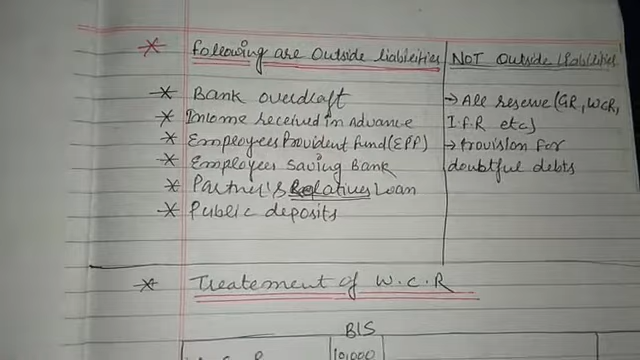 * Following are outside liabilities
NOT Outside liabilities
* Bank overdraft
* Income received in Advance
* Employees Provident Fund (EPF)
* Employees saving Bank
* Partner's Relatives Loan
* Public deposits
→ All reserve (GR, WCR,
I.F.R etc)
→ Provision for
doubtful debts
* Treatement of W.C.R
B/S
W.C.R
10,000